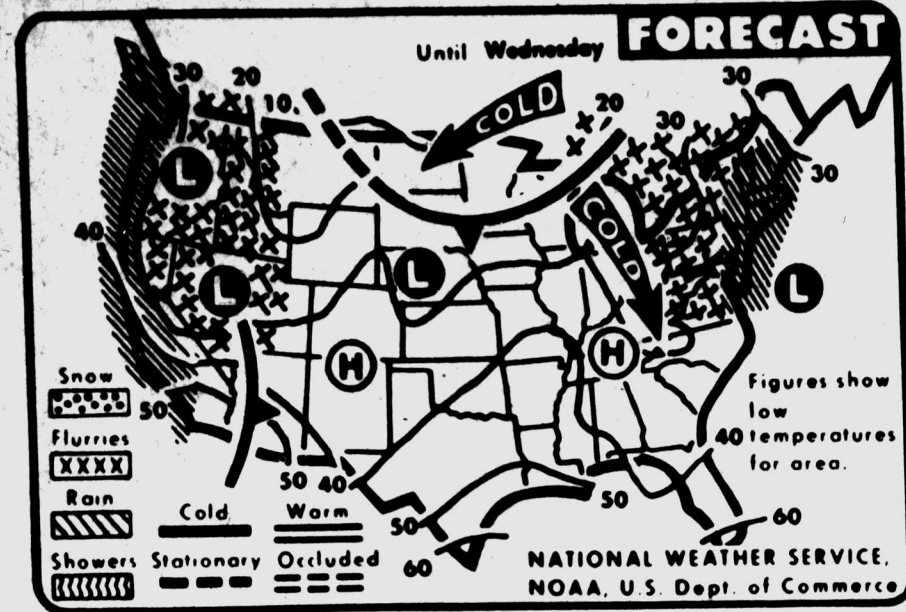 FORECAST
Until Wednesday
30 20 10.
COLD
20
30
30
30
L
40
L
L
L
COLD
H
H
Snow
50
Flurries
XXXX
Rain
Showers
Cold
Warm
Stationary
Occluded
50 40
50
60
50
60
40
Figures show
low
temperatures
for area.
NATIONAL WEATHER SERVICE,
NOAA, U.S. Dept. of Commerce